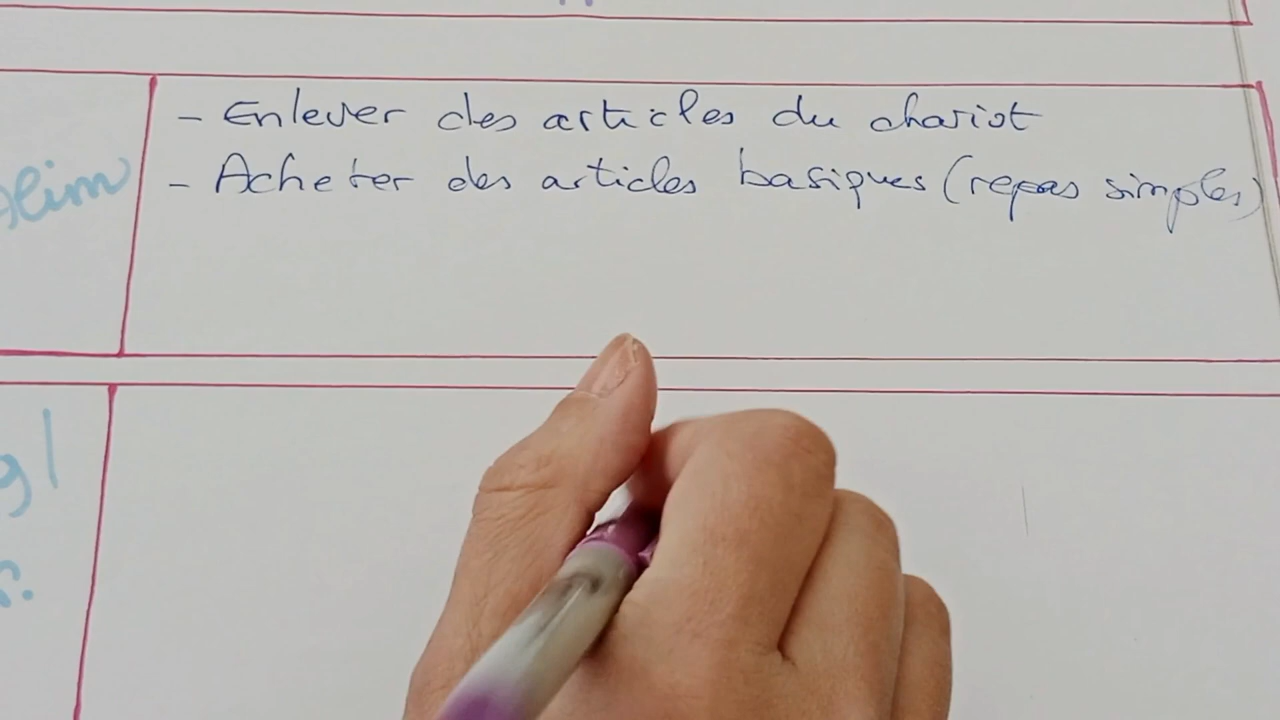 - Enlever des articles du chariot
- Acheter des articles basiques (repas simples)